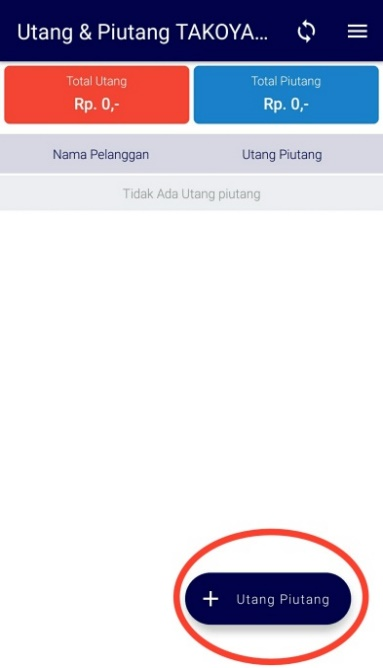 Utang & Piutang TAKOYA...
Total Utang
Rp. 0,-
Total Piutang
Rp. 0,-
Nama Pelanggan Utang Piutang
Tidak Ada Utang piutang
+ Utang Piutang